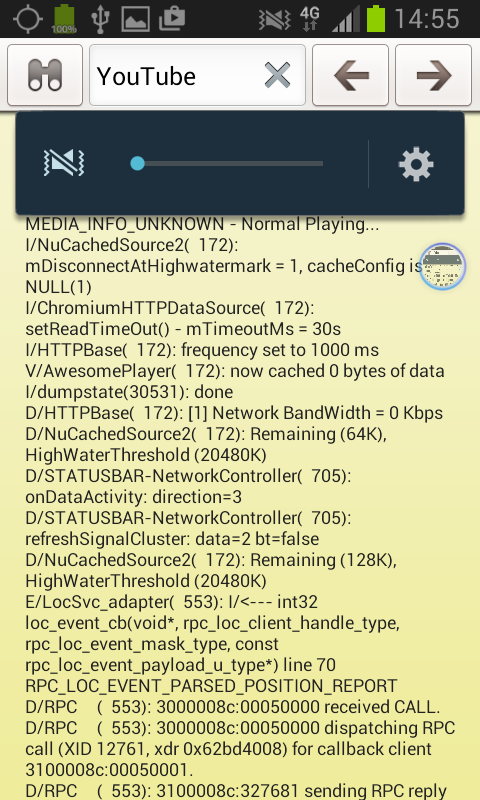 100%
4G
14:55
YouTube
MEDIA_INFO_UNKNOWN - Normal Playing...
I/NuCachedSource2(  172):
mDisconnectAtHighwatermark = 1, cacheConfig is
NULL(1)
I/ChromiumHTTPDataSource(  172):
setReadTimeOut() - mTimeoutMs = 30s
I/HTTPBase(  172): frequency set to 1000 ms
V/AwesomePlayer(  172): now cached 0 bytes of data
I/dumpstate(30531): done
D/HTTPBase(  172): [1] Network BandWidth = 0 Kbps
D/NuCachedSource2(  172): Remaining (64K),
HighWaterThreshold (20480K)
D/STATUSBAR-NetworkController(  705):
onDataActivity: direction=3
D/STATUSBAR-NetworkController(  705):
refreshSignalCluster: data=2 bt=false
D/NuCachedSource2(  172): Remaining (128K),
HighWaterThreshold (20480K)
E/LocSvc_adapter(  553): I/<--- int32
loc_event_cb(void*, rpc_loc_client_handle_type,
rpc_loc_event_mask_type, const
rpc_loc_event_payload_u_type*) line 70
RPC_LOC_EVENT_PARSED_POSITION_REPORT
D/RPC     (  553): 3000008c:00050000 received CALL.
D/RPC     (  553): 3000008c:00050000 dispatching RPC
call (XID 12761, xdr 0x62bd4008) for callback client
3100008c:00050001.
D/RPC     (  553): 3100008c:327681 sending RPC reply